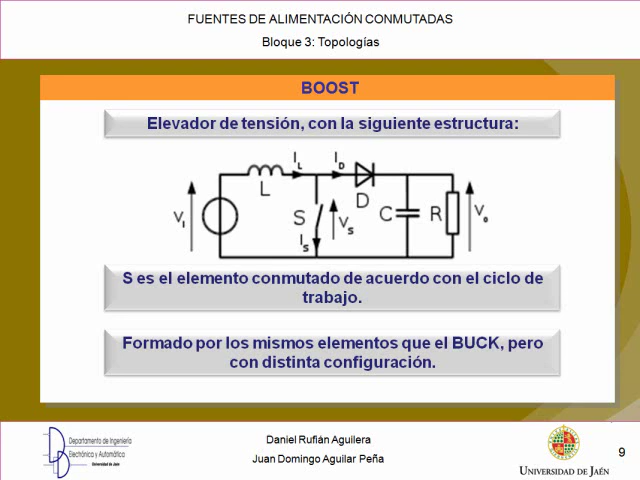 FUENTES DE ALIMENTACIÓN CONMUTADAS
Bloque 3: Topologías
BOOST
Elevador de tensión, con la siguiente estructura:
I_L I_D
L D
V_i S V_S C R V_o
I_S
S es el elemento conmutado de acuerdo con el ciclo de
trabajo.
Formado por los mismos elementos que el BUCK, pero
con distinta configuración.
Departamento de Ingeniería
Electrónica y Automática
Universidad de Jaén
Daniel Rufián Aguilera
Juan Domingo Aguilar Peña
UNIVERSIDAD DE JAÉN
9